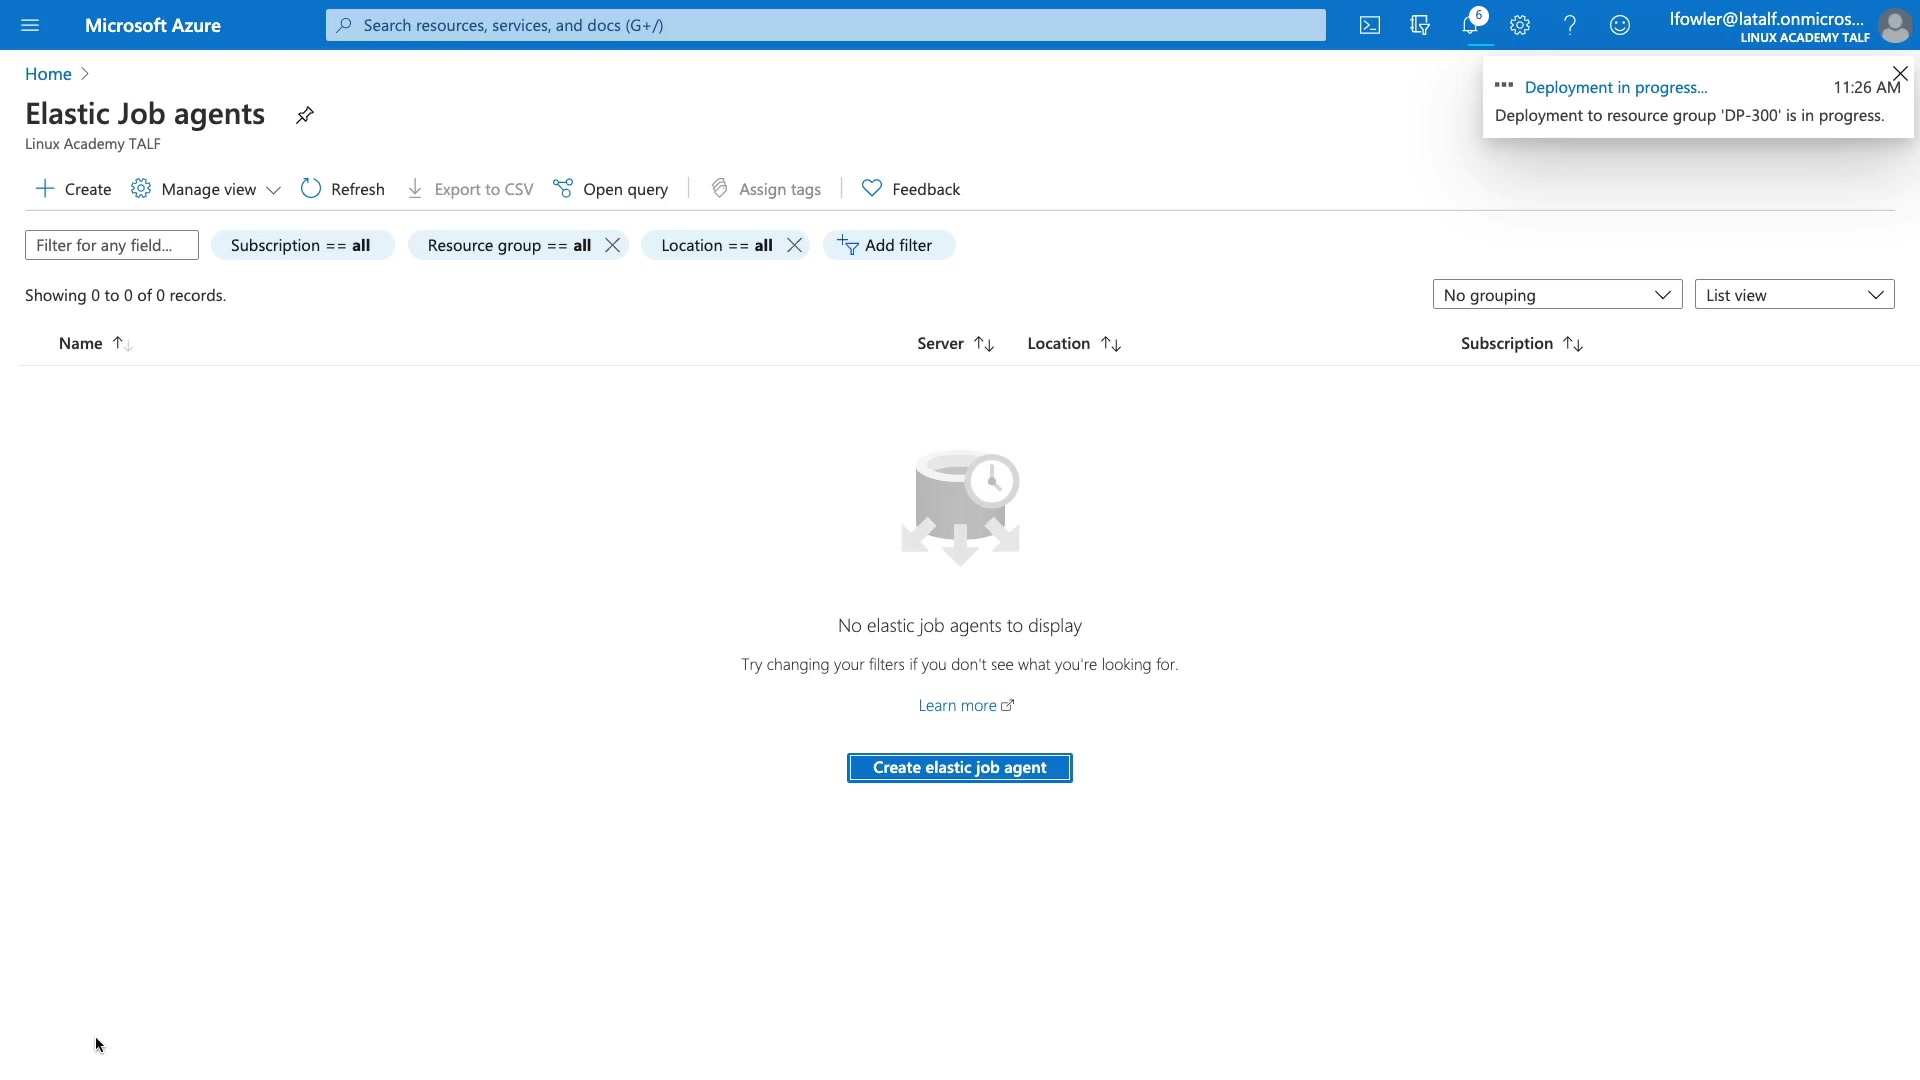 Microsoft Azure
Search resources, services, and docs (G+/)
6
lfowler@latalf.onmicros...
LINUX ACADEMY TALF
Home
Deployment in progress...
11:26 AM
Deployment to resource group 'DP-300' is in progress.
Elastic Job agents
Linux Academy TALF
Create
Manage view
Refresh
Export to CSV
Open query
Assign tags
Feedback
Filter for any field...
Subscription == all
Resource group == all
Location == all
Add filter
Showing 0 to 0 of 0 records.
No grouping
List view
Name
Server
Location
Subscription
No elastic job agents to display
Try changing your filters if you don't see what you're looking for.
Learn more
Create elastic job agent